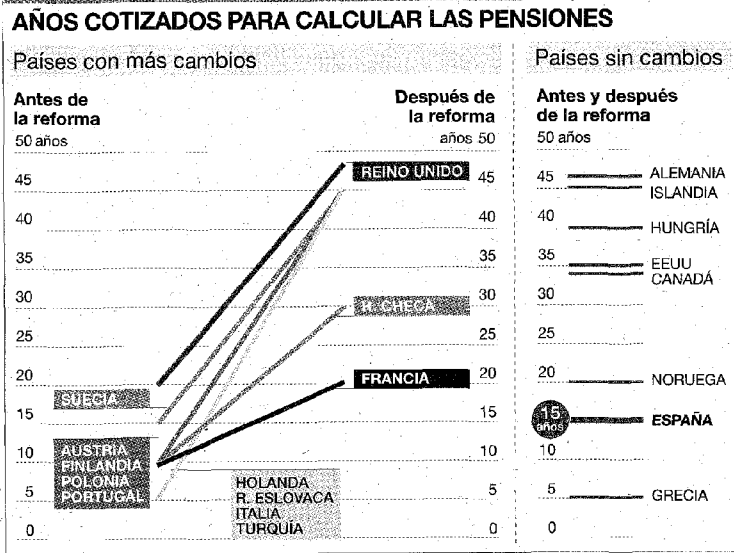 AÑOS COTIZADOS PARA CALCULAR LAS PENSIONES
Países con más cambios
Antes de
la reforma
50 años
45
40
35
30
25
20
15
10
5
0
SUECIA
AUSTRIA
FINLANDIA
POLONIA
PORTUGAL
HOLANDA
R. ESLOVACA
ITALIA
TURQUÍA
Después de
la reforma
años 50
REINO UNIDO
45
40
35
R. CHECA
30
25
FRANCIA
20
15
10
5
0
Países sin cambios
Antes y después
de la reforma
50 años
45
ALEMANIA
ISLANDIA
40
HUNGRÍA
35
EEUU
CANADÁ
30
25
20
NORUEGA
15
años
ESPAÑA
10
5
GRECIA
0